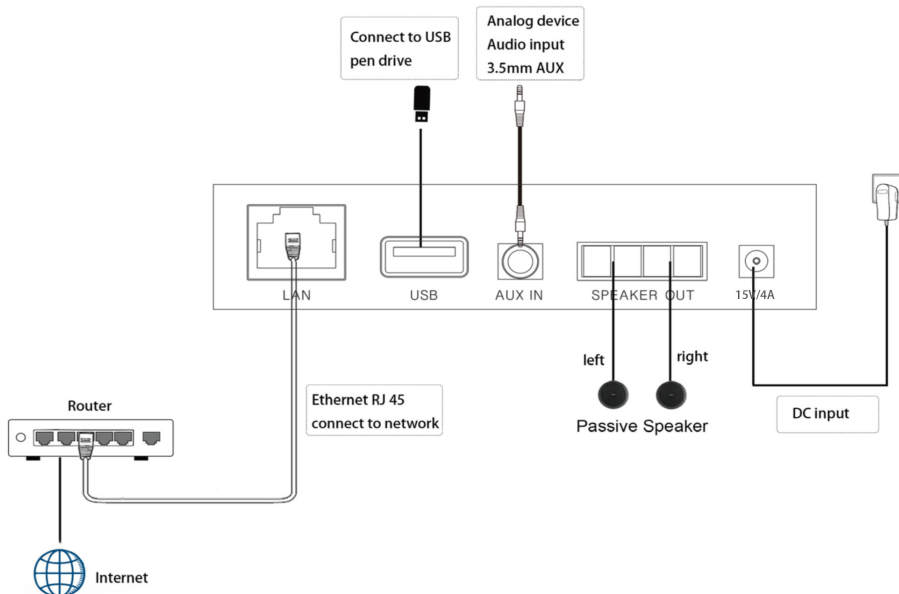 Connect to USB
pen drive
Analog device
Audio input
3.5mm AUX
LAN
USB
AUX IN
SPEAKER OUT
15V/4A
left
right
Passive Speaker
DC input
Ethernet RJ 45
connect to network
Router
Internet